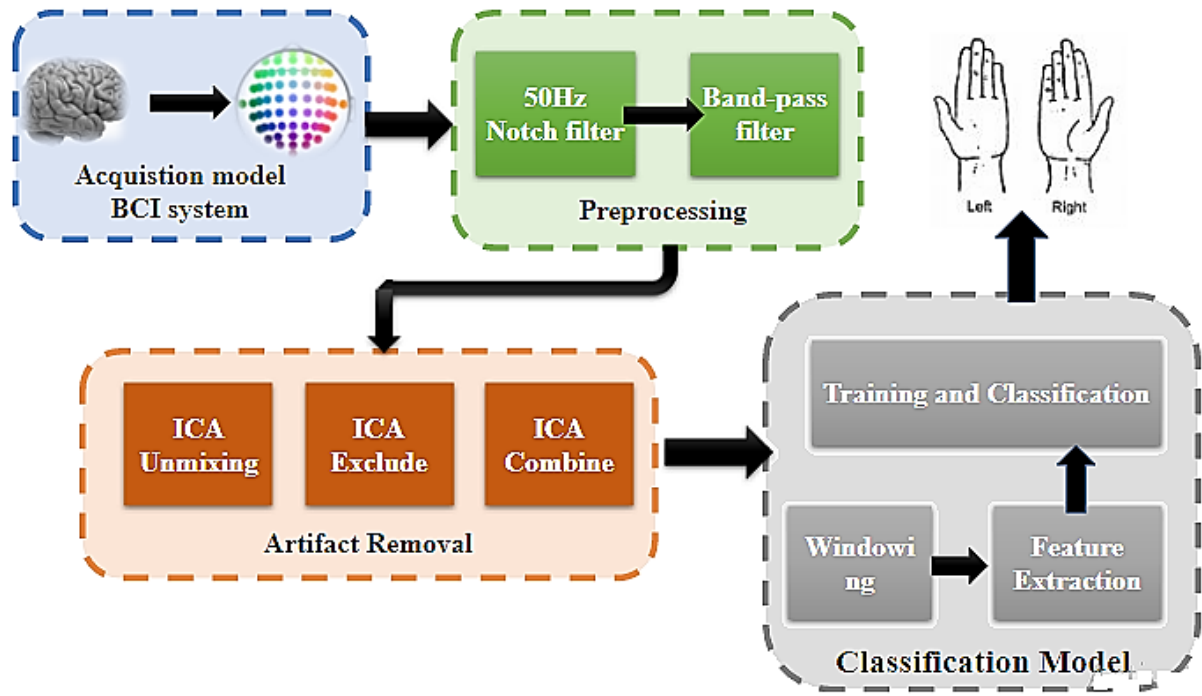 Acquistion model
BCI system
50Hz
Notch filter
Band-pass
filter
Preprocessing
Left
Right
ICA
Unmixing
ICA
Exclude
ICA
Combine
Artifact Removal
Training and Classification
Windowi
ng
Feature
Extraction
Classification Model